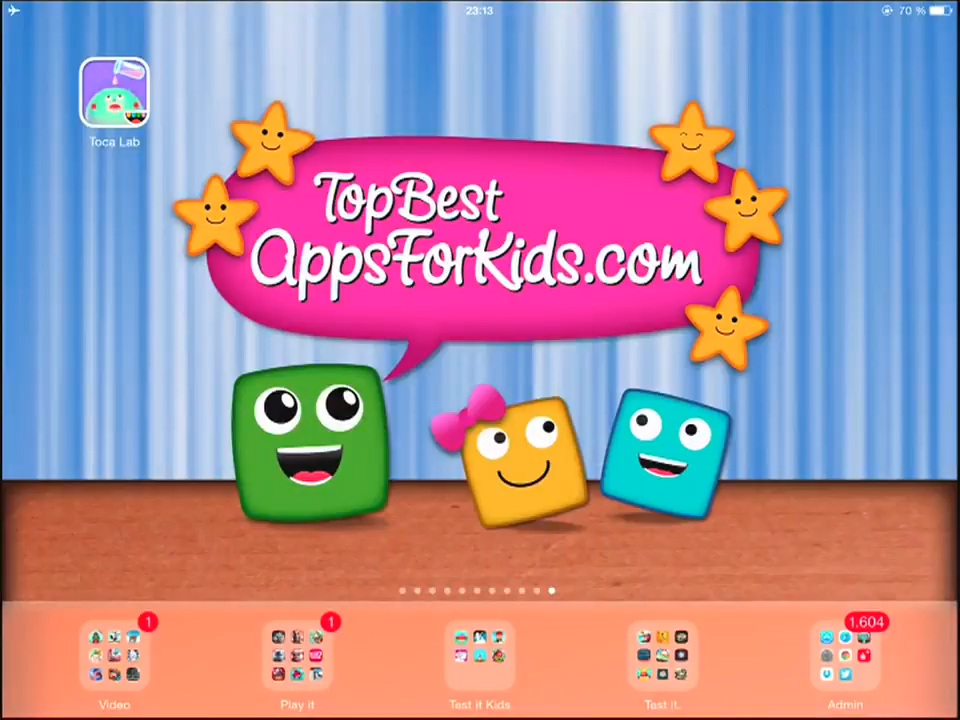 23:13
70 %
Toca Lab
TopBest
AppsForKids.com
1
1
1.604
Video
Play it
Test it Kids
Test it.
Admin